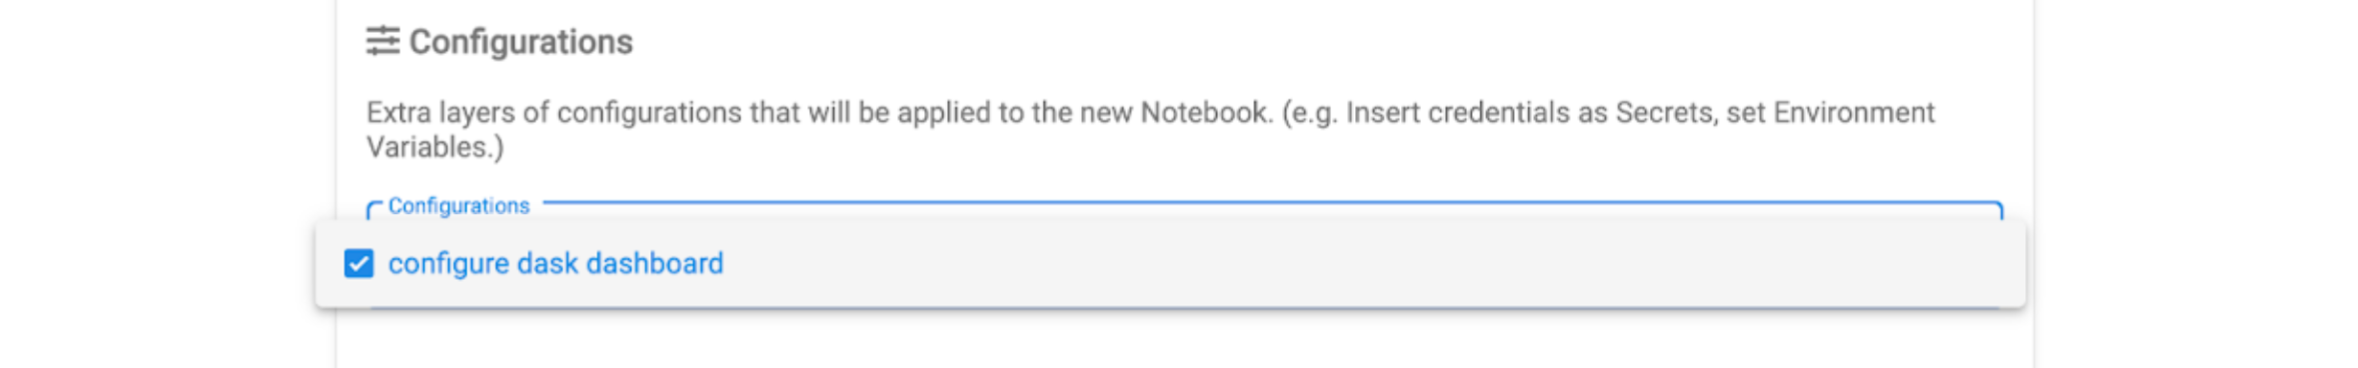 Configurations
Extra layers of configurations that will be applied to the new Notebook. (e.g. Insert credentials as Secrets, set Environment
Variables.)
Configurations
configure dask dashboard